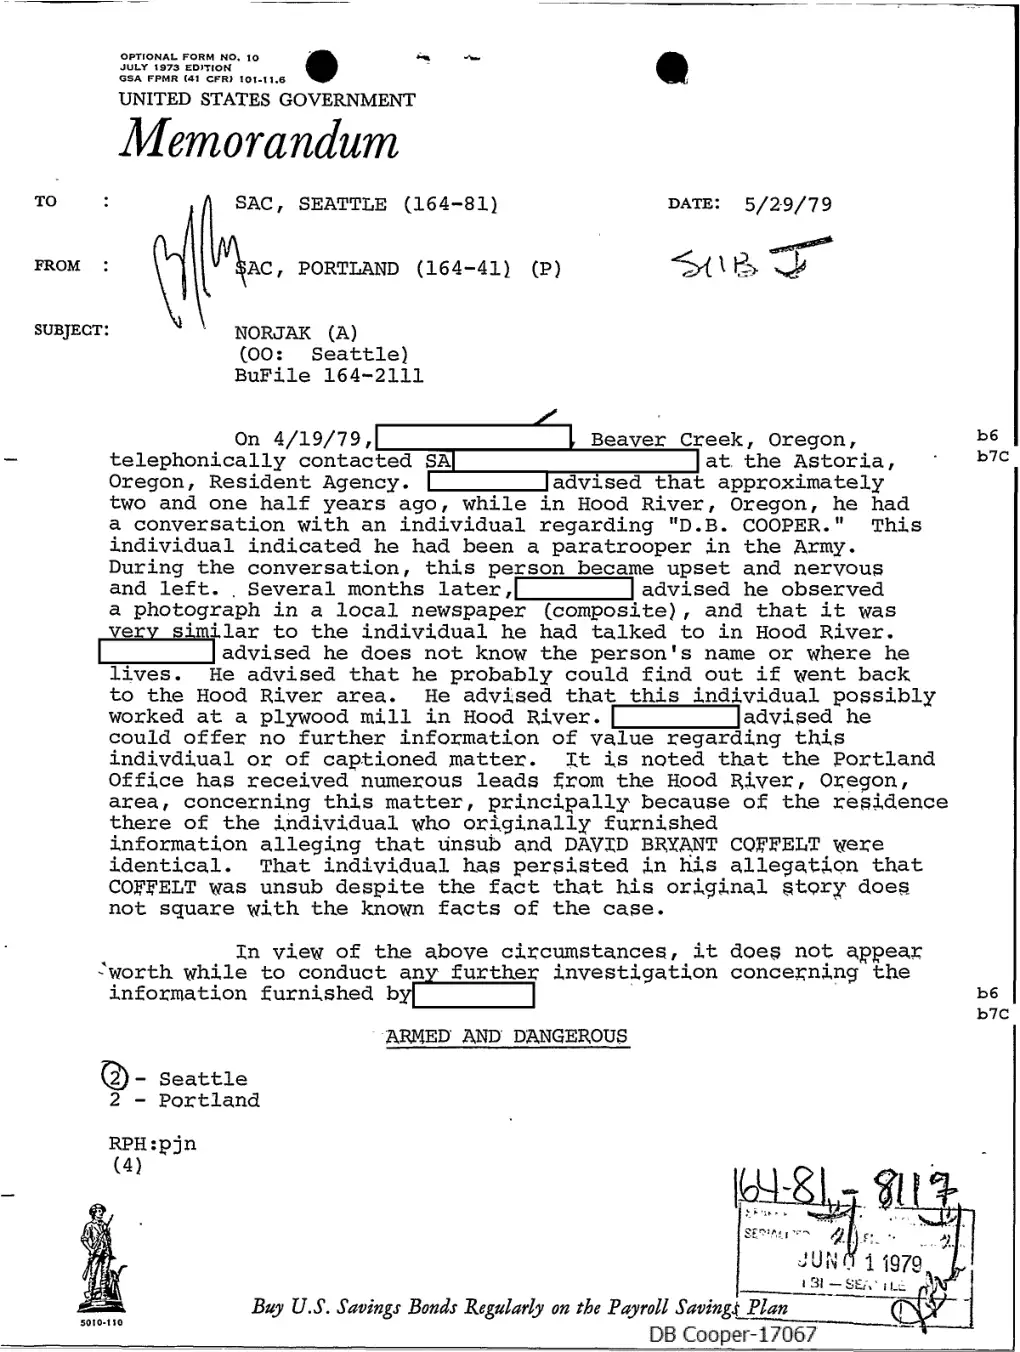 OPTIONAL FORM NO. 10
JULY 1973 EDITION
GSA FPMR (41 CFR) 101-11.6
UNITED STATES GOVERNMENT
Memorandum
TO : SAC, SEATTLE (164-81) DATE: 5/29/79
FROM : SAC, PORTLAND (164-41) (P) SUB J
SUBJECT: NORJAK (A)
(OO: Seattle)
BuFile 164-2111
On 4/19/79, , Beaver Creek, Oregon, b6
telephonically contacted SA at the Astoria, b7C
Oregon, Resident Agency. advised that approximately
two and one half years ago, while in Hood River, Oregon, he had
a conversation with an individual regarding "D.B. COOPER." This
individual indicated he had been a paratrooper in the Army.
During the conversation, this person became upset and nervous
and left. Several months later, advised he observed
a photograph in a local newspaper (composite), and that it was
very similar to the individual he had talked to in Hood River.
advised he does not know the person's name or where he
lives. He advised that he probably could find out if went back
to the Hood River area. He advised that this individual possibly
worked at a plywood mill in Hood River. advised he
could offer no further information of value regarding this
indivdiual or of captioned matter. It is noted that the Portland
Office has received numerous leads from the Hood River, Oregon,
area, concerning this matter, principally because of the residence
there of the individual who originally furnished
information alleging that unsub and DAVID BRYANT COFFELT were
identical. That individual has persisted in his allegation that
COFFELT was unsub despite the fact that his original story does
not square with the known facts of the case.
In view of the above circumstances, it does not appear
worth while to conduct any further investigation concerning the
information furnished by b6
b7C
ARMED AND DANGEROUS
2 - Seattle
2 - Portland
RPH:pjn
(4)
164-81-8117
JUN 01 1979
5010-110
Buy U.S. Savings Bonds Regularly on the Payroll Savings Plan
DB Cooper-17067